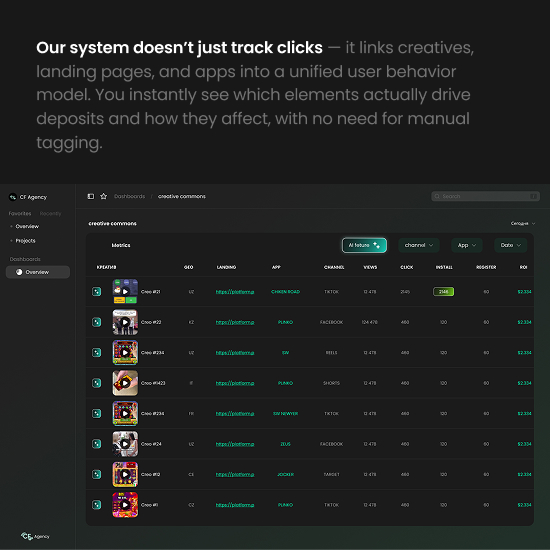 Our system doesn't just track clicks — it links creatives,
landing pages, and apps into a unified user behavior
model. You instantly see which elements actually drive
deposits and how they affect, with no need for manual
tagging.
CF Agency
Dashboards / creative commons
Search
Favorites Recents
Overview
Projects
Dashboards
Overview
creative commons
Сегодня
Metrics
AI feture
channel
App
Date
КРЕАТИВ GEO LANDING APP CHANNEL VIEWS CLICK INSTALL REGISTER ROI
Creo #21 UZ https://platform.p CHIKEN ROAD TIKTOK 12 478 2145 2146 60 $2.334
Creo #22 KZ https://platform.p PLINKO FACEBOOK 124 478 460 120 60 $2.334
Creo #234 UZ https://platform.p SW REELS 12 478 460 120 60 $2.334
Creo #1423 IT https://platform.p PLINKO SHORTS 12 478 460 120 60 $2.334
Creo #234 FR https://platform.p SW NEWYER TIKTOK 12 478 460 120 60 $2.334
Creo #24 UZ https://platform.p ZEUS FACEBOOK 12 478 460 120 60 $2.334
Creo #12 CE https://platform.p JOCKER TARGET 12 478 460 120 60 $2.334
Creo #1 CZ https://platform.p PLINKO TIKTOK 12 478 460 120 60 $2.334
CF Agency